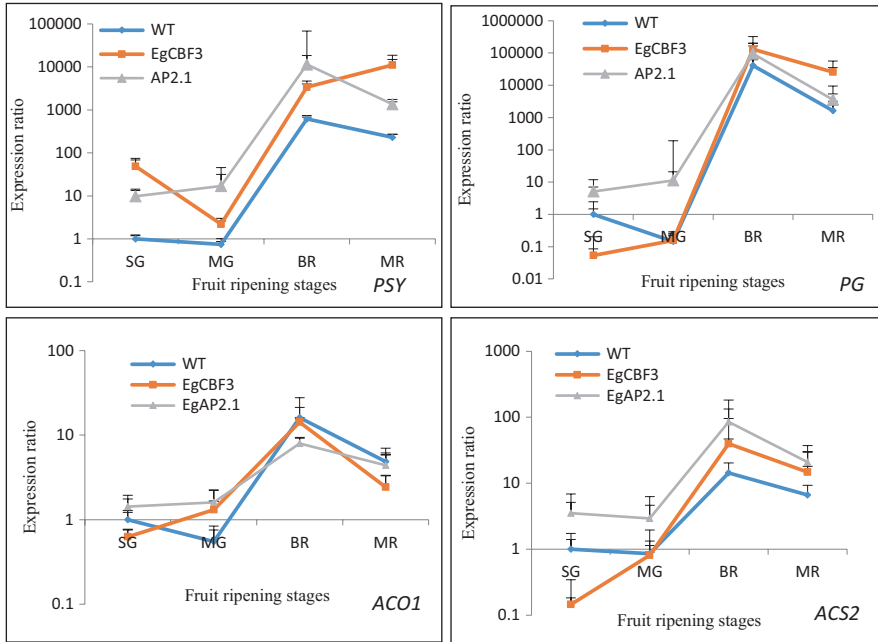 100000
10000
1000
100
10
1
0.1
Expression ratio
WT
EgCBF3
AP2.1
SG
MG
BR
MR
Fruit ripening stages
PSY
1000000
100000
10000
1000
100
10
1
0.1
0.01
Expression ratio
WT
EgCBF3
AP2.1
SG
MG
BR
MR
Fruit ripening stages
PG
100
10
1
0.1
Expression ratio
WT
EgCBF3
EgAP2.1
SG
MG
BR
MR
Fruit ripening stages
ACO1
1000
100
10
1
0.1
Expression ratio
WT
EgCBF3
EgAP2.1
SG
MG
BR
MR
Fruit ripening stages
ACS2